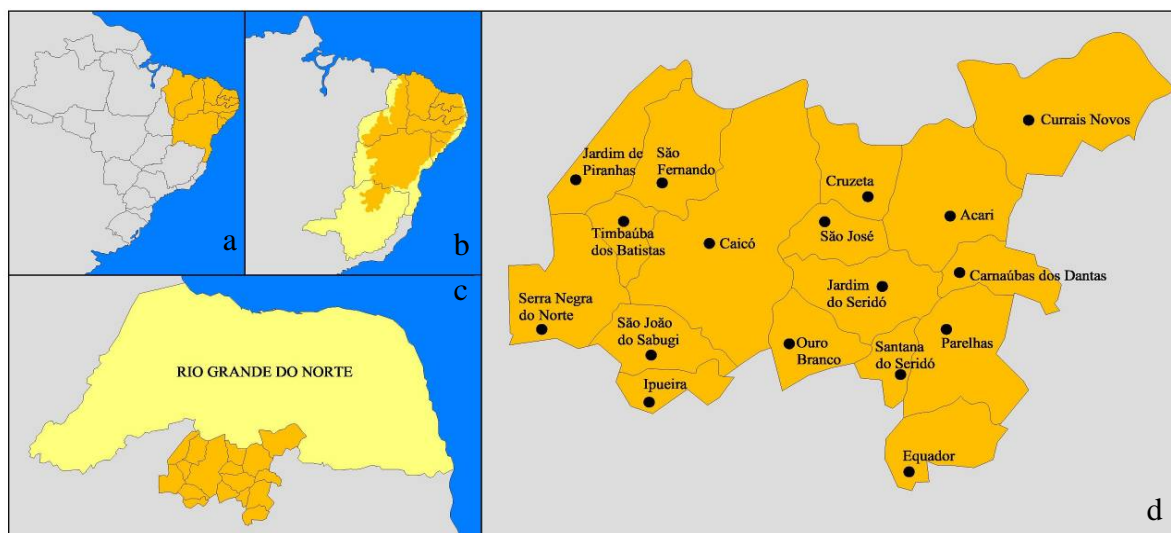 a
b
c
RIO GRANDE DO NORTE
Currais Novos
Jardim de
Piranhas
São
Fernando
Cruzeta
Acari
Timbaúba
dos Batistas
Caicó
São José
Carnaúbas dos Dantas
Jardim
do Seridó
Serra Negra
do Norte
São João
do Sabugi
Ouro
Branco
Santana
do Seridó
Parelhas
Ipueira
Equador
d